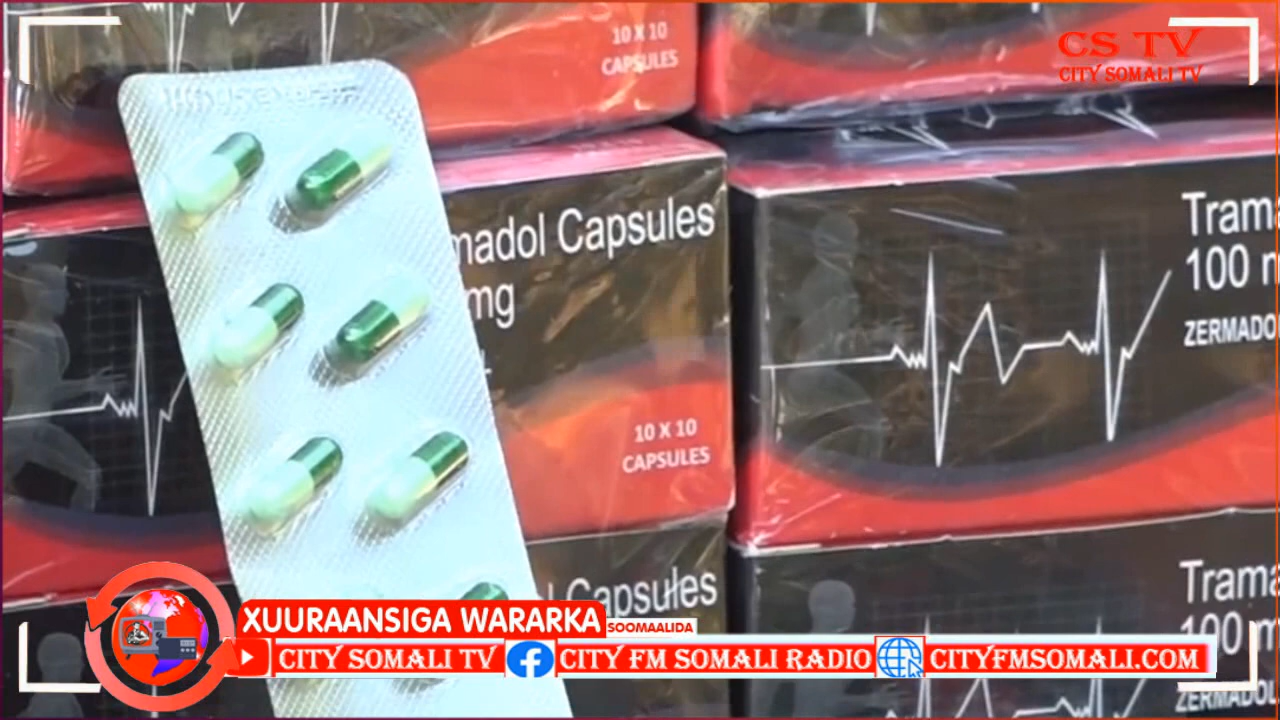 10 X 10
CAPSULES
CS TV
CITY SOMALI TV
madol Capsules
mg
10 X 10
CAPSULES
Trama
100 m
ZERMADO
l Capsules
Trama
100 m
ZERMADOL
XUURAANSIGA WARARKA
SOOMAALIDA
CITY SOMALI TV
CITY FM SOMALI RADIO
CITYFMSOMALI.COM